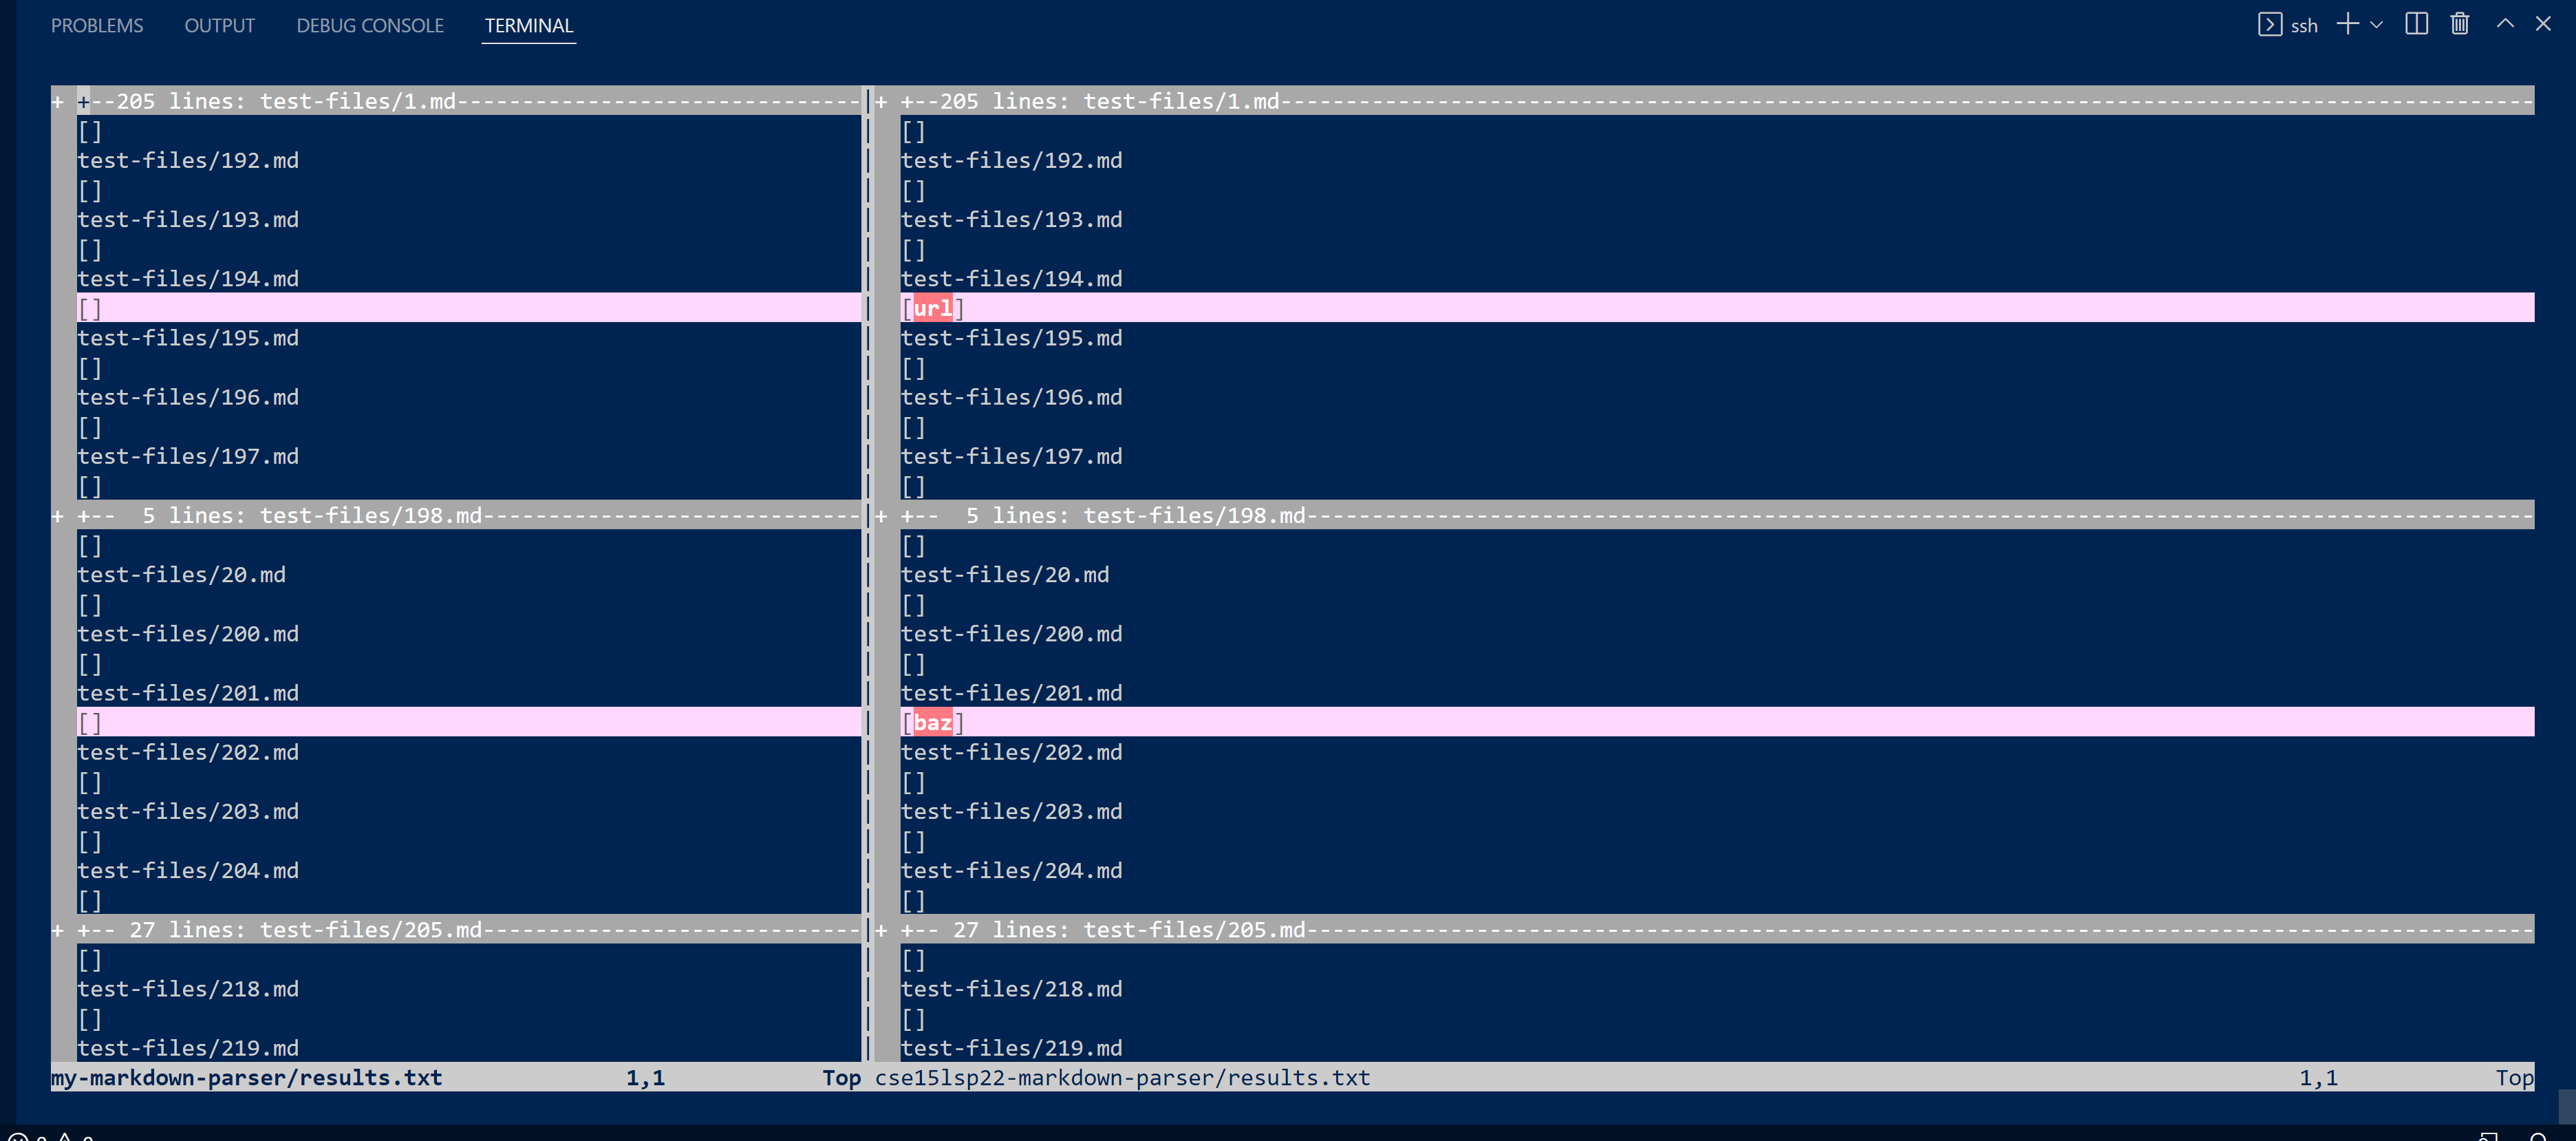 PROBLEMS OUTPUT DEBUG CONSOLE TERMINAL ssh
+ +--205 lines: test-files/1.md-------------------------------|+ +--205 lines: test-files/1.md------------------------------------------------------------------------------------------------
[] []
test-files/192.md test-files/192.md
[] []
test-files/193.md test-files/193.md
[] []
test-files/194.md test-files/194.md
[] [url]
test-files/195.md test-files/195.md
[] []
test-files/196.md test-files/196.md
[] []
test-files/197.md test-files/197.md
[] []
+ +--  5 lines: test-files/198.md-----------------------------|+ +--  5 lines: test-files/198.md----------------------------------------------------------------------------------------------
[] []
test-files/20.md test-files/20.md
[] []
test-files/200.md test-files/200.md
[] []
test-files/201.md test-files/201.md
[] [baz]
test-files/202.md test-files/202.md
[] []
test-files/203.md test-files/203.md
[] []
test-files/204.md test-files/204.md
[] []
+ +-- 27 lines: test-files/205.md-----------------------------|+ +-- 27 lines: test-files/205.md----------------------------------------------------------------------------------------------
[] []
test-files/218.md test-files/218.md
[] []
test-files/219.md test-files/219.md
my-markdown-parser/results.txt 1,1 Top cse15lsp22-markdown-parser/results.txt 1,1 Top